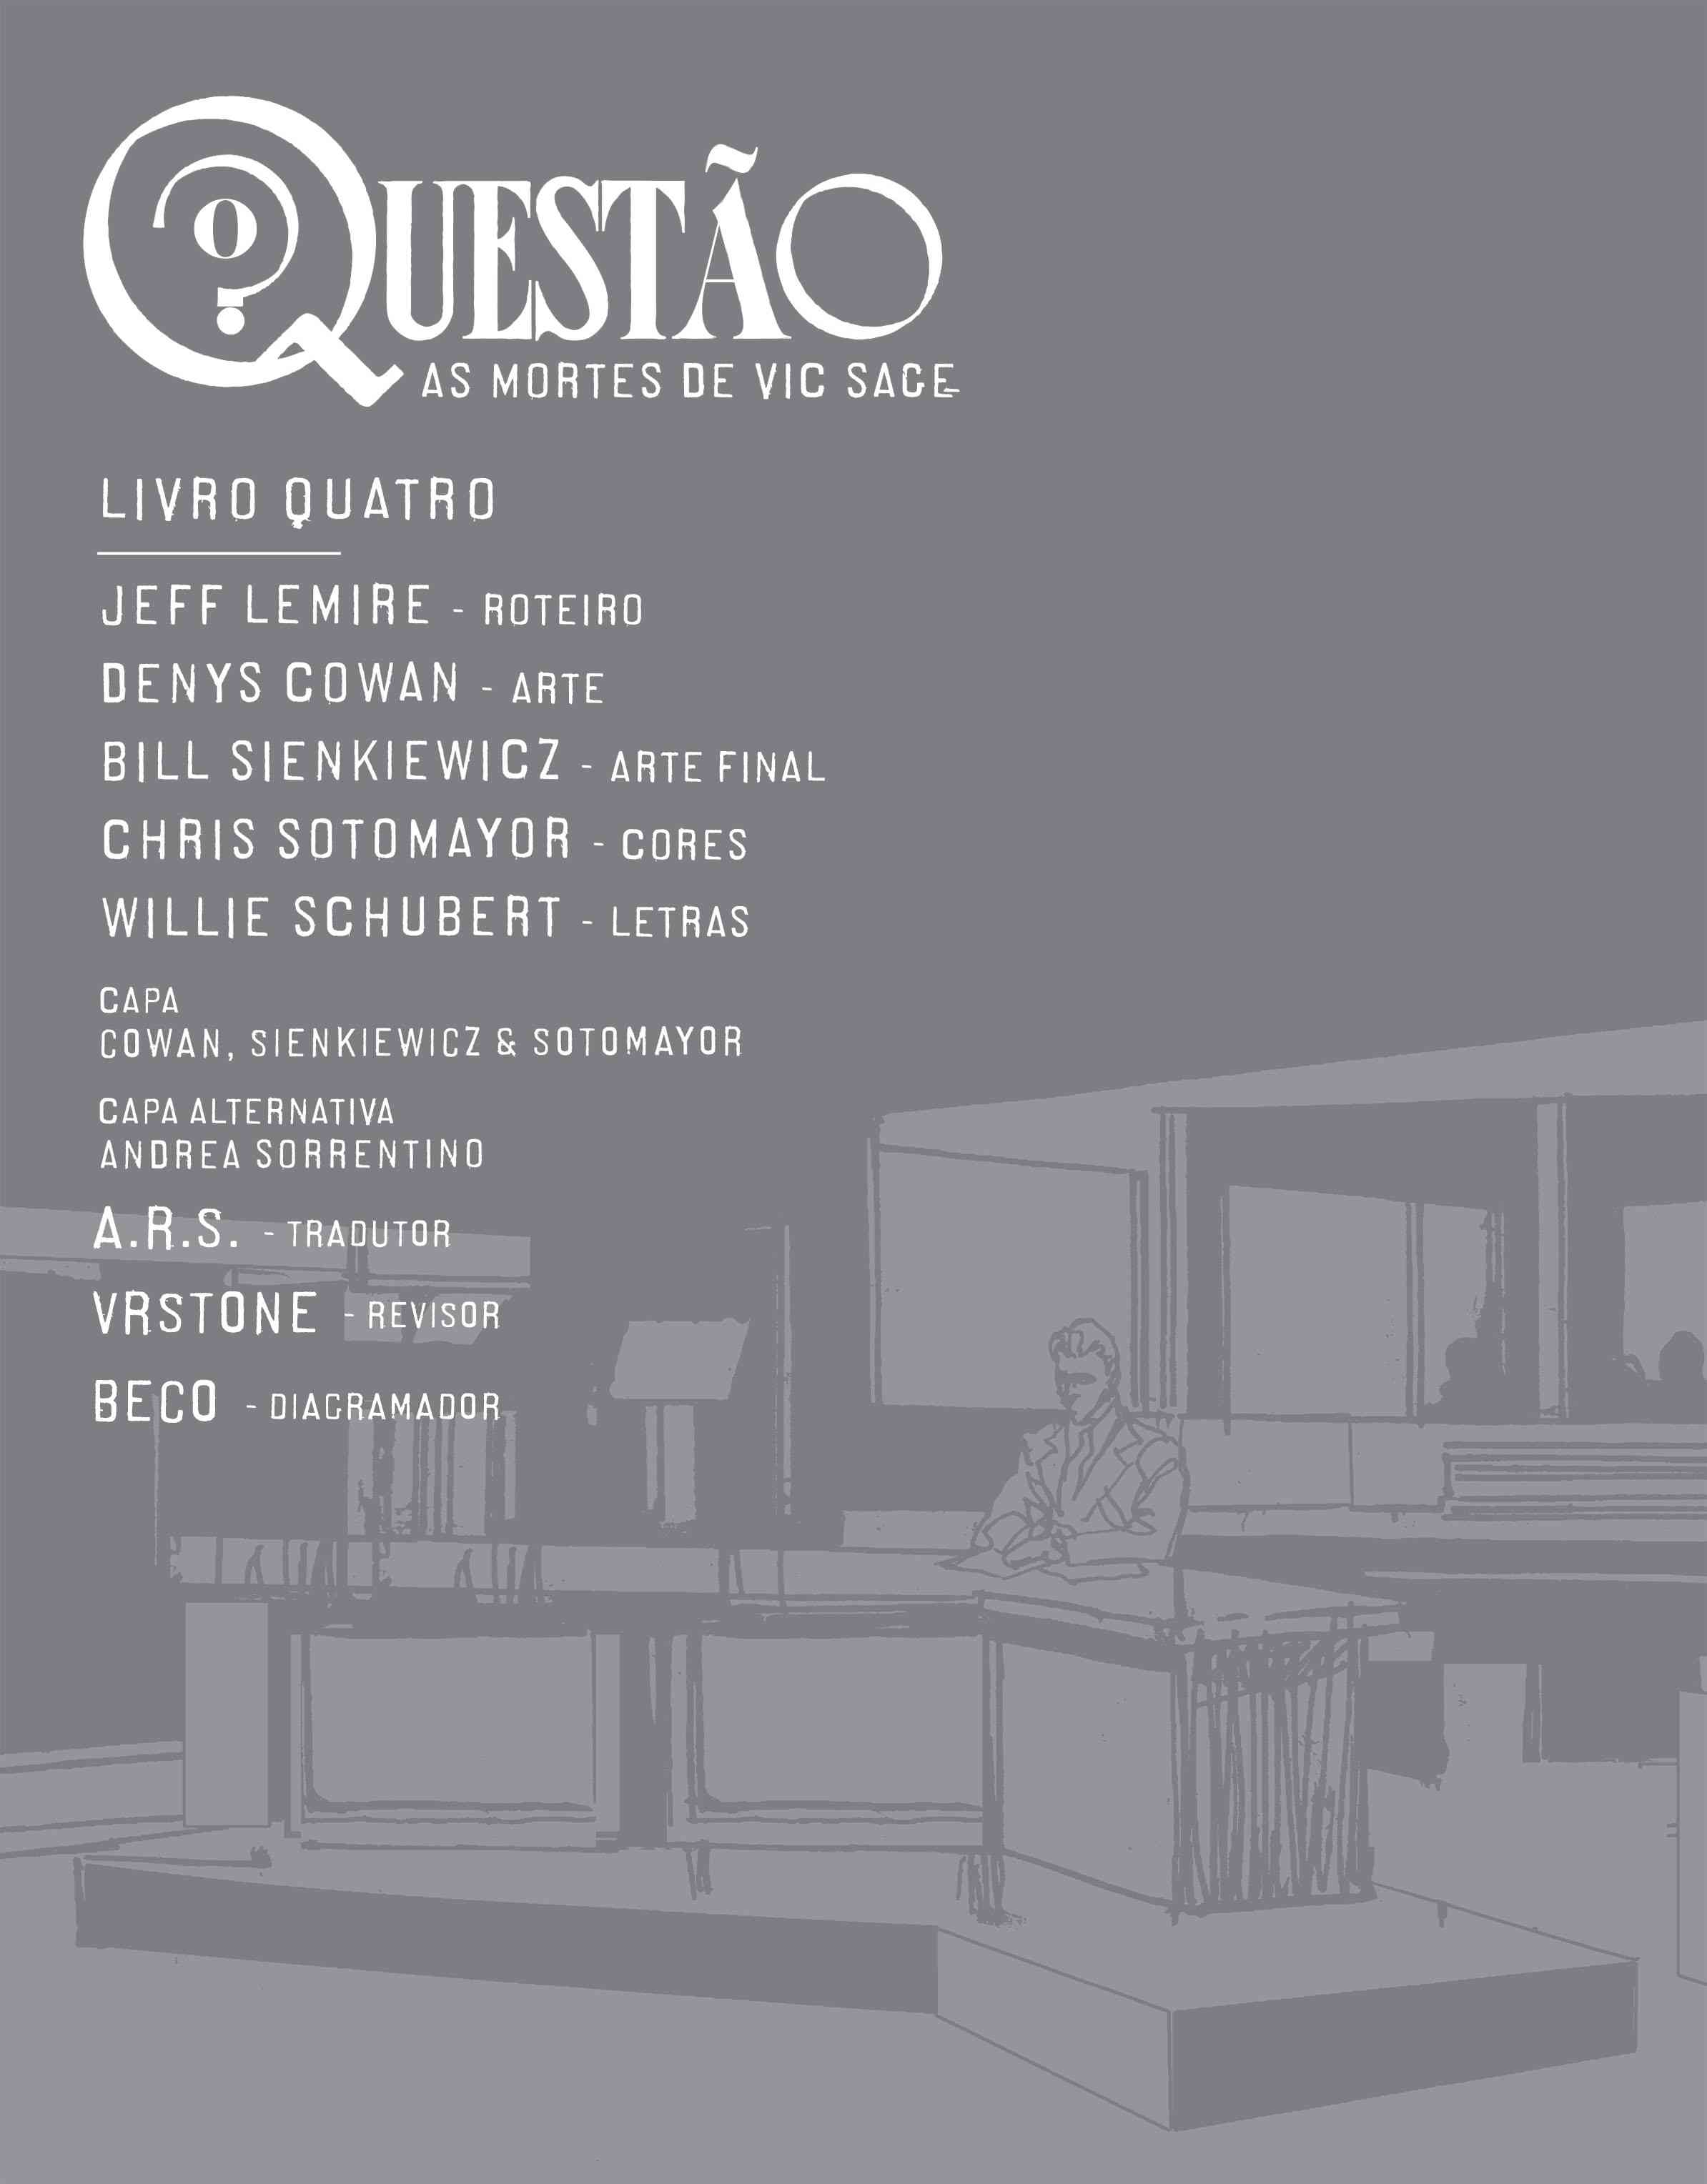 O QUESTÃO
AS MORTES DE VIC SAGE
LIVRO QUATRO
JEFF LEMIRE - ROTEIRO
DENYS COWAN - ARTE
BILL SIENKIEWICZ - ARTE FINAL
CHRIS SOTOMAYOR - CORES
WILLIE SCHUBERT - LETRAS
CAPA
COWAN, SIENKIEWICZ & SOTOMAYOR
CAPA ALTERNATIVA
ANDREA SORRENTINO
A.R.S. - TRADUTOR
VRSTONE - REVISOR
BECO - DIAGRAMADOR